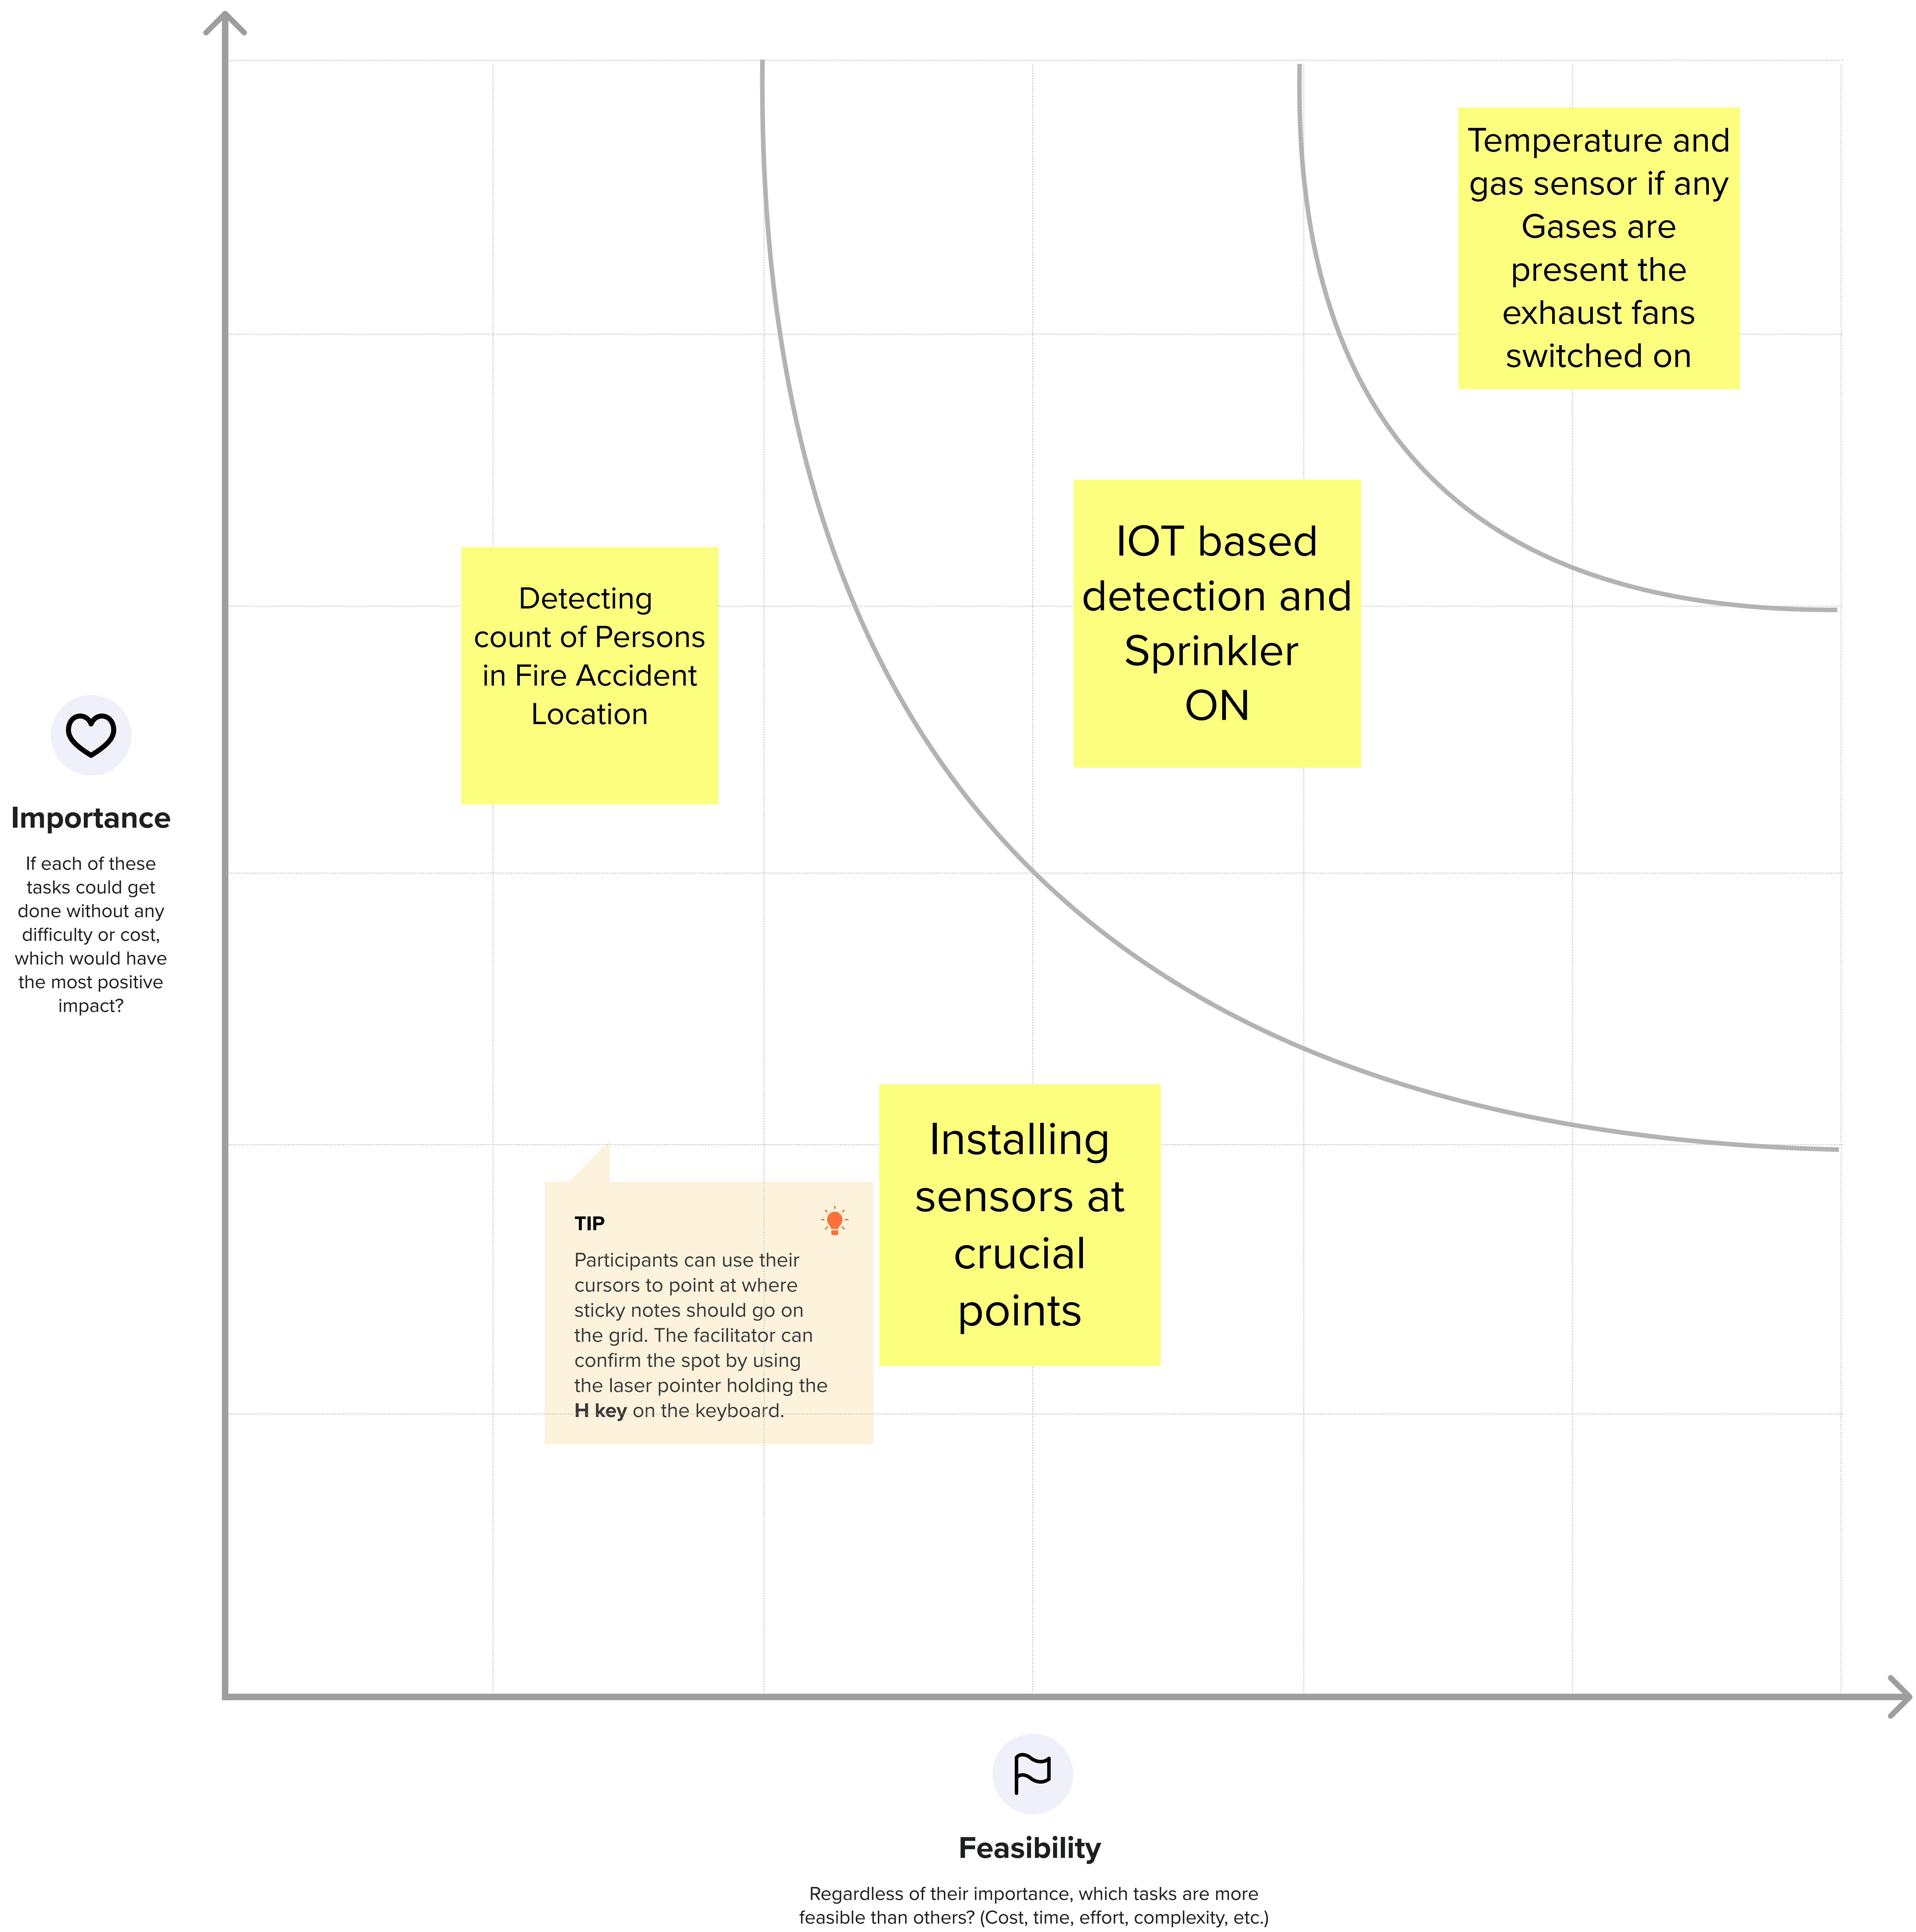 Temperature and
gas sensor if any
Gases are
present the
exhaust fans
switched on
IOT based
detection and
Sprinkler
ON
Detecting
count of Persons
in Fire Accident
Location
Importance
If each of these
tasks could get
done without any
difficulty or cost,
which would have
the most positive
impact?
Installing
sensors at
crucial
points
TIP
Participants can use their
cursors to point at where
sticky notes should go on
the grid. The facilitator can
confirm the spot by using
the laser pointer holding the
H key on the keyboard.
Feasibility
Regardless of their importance, which tasks are more
feasible than others? (Cost, time, effort, complexity, etc.)